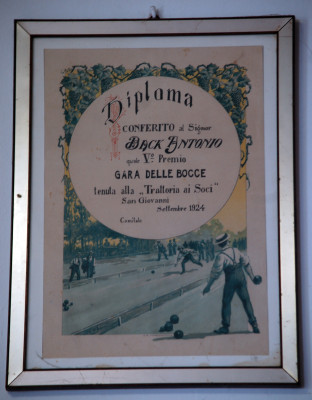 Diploma
CONFERITO al Signor
DACK ANTONIO
quale V.º Premio
GARA DELLE BOCCE
tenuta alla „Trattoria ai Soci"
San Giovanni
Settembre 1924
Comitato